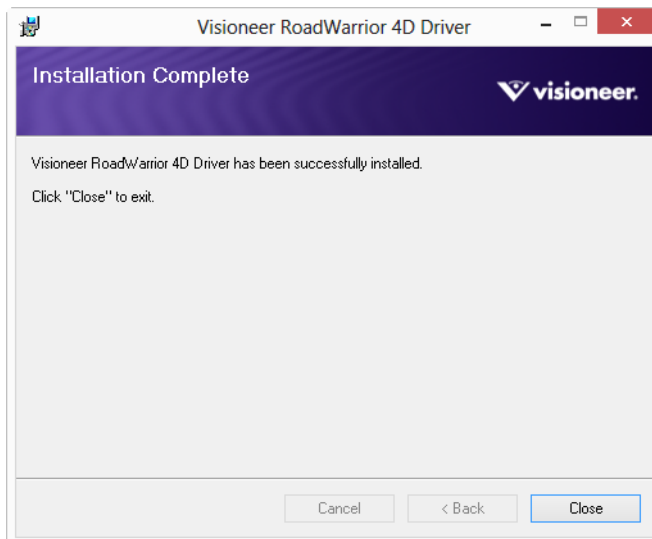 Visioneer RoadWarrior 4D Driver
Installation Complete
visioneer.
Visioneer RoadWarrior 4D Driver has been successfully installed.
Click "Close" to exit.
Cancel
< Back
Close